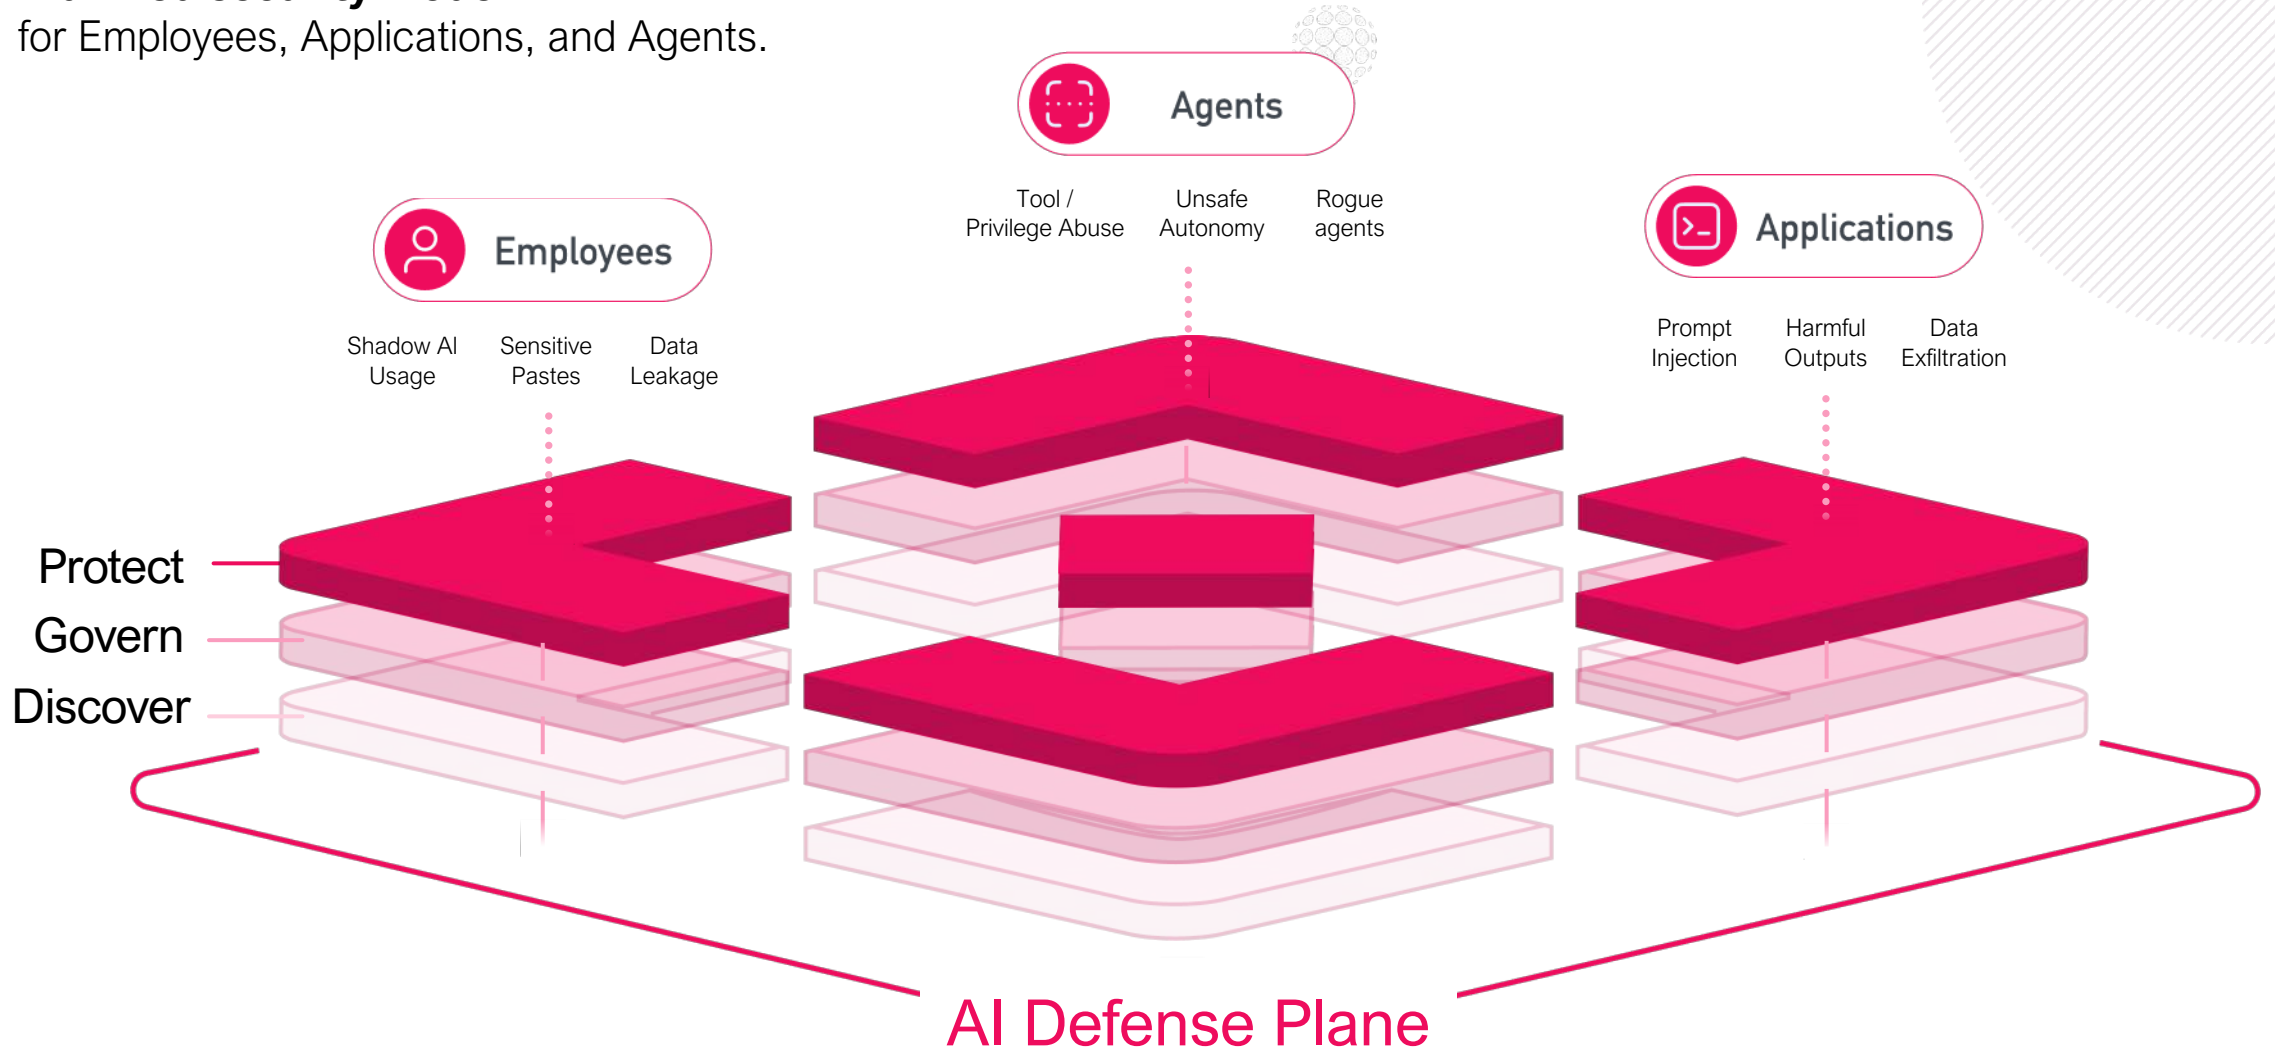 for Employees, Applications, and Agents.
Agents
Tool /
Privilege Abuse
Unsafe
Autonomy
Rogue
agents
Employees
Shadow AI
Usage
Sensitive
Pastes
Data
Leakage
Applications
Prompt
Injection
Harmful
Outputs
Data
Exfiltration
Protect
Govern
Discover
AI Defense Plane